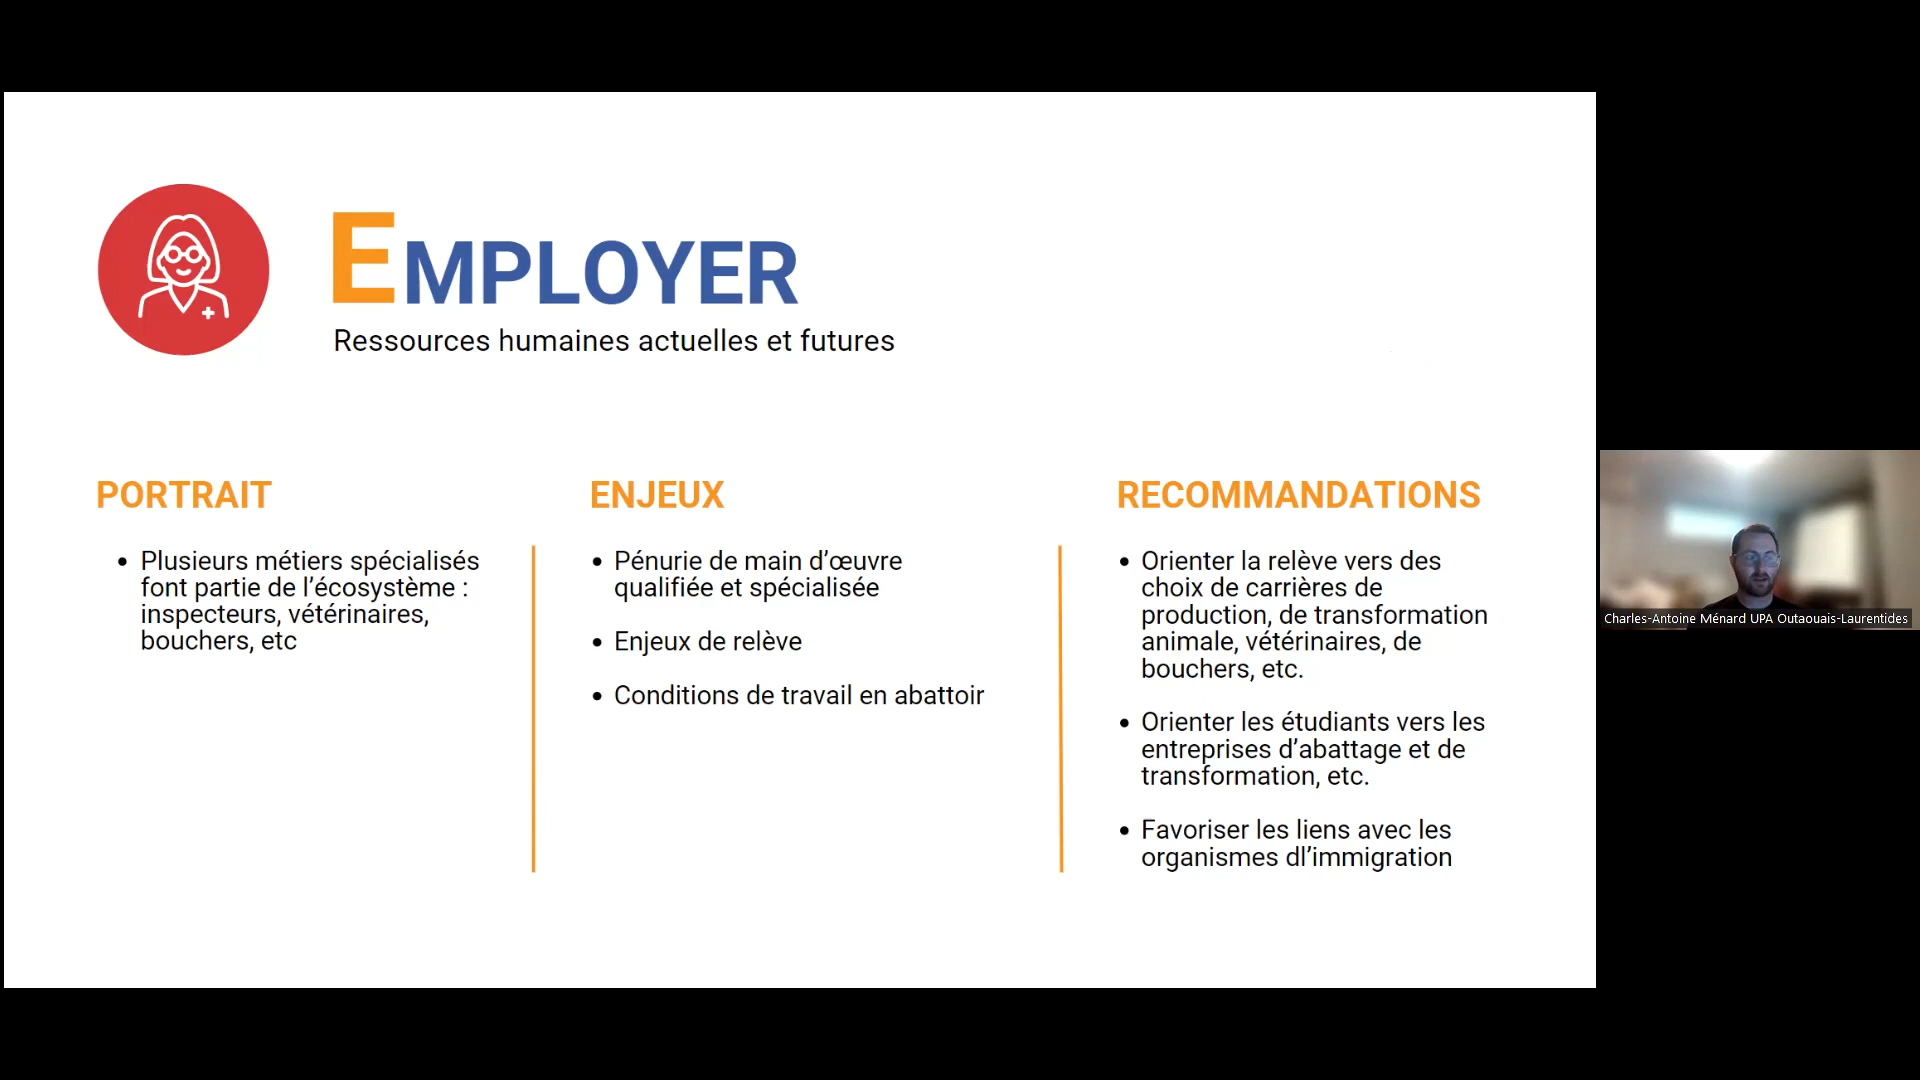 EMPLOYER
Ressources humaines actuelles et futures
PORTRAIT
• Plusieurs métiers spécialisés
font partie de l’écosystème :
inspecteurs, vétérinaires,
bouchers, etc
ENJEUX
• Pénurie de main d’œuvre
qualifiée et spécialisée
• Enjeux de relève
• Conditions de travail en abattoir
RECOMMANDATIONS
• Orienter la relève vers des
choix de carrières de
production, de transformation
animale, vétérinaires, de
bouchers, etc.
• Orienter les étudiants vers les
entreprises d’abattage et de
transformation, etc.
• Favoriser les liens avec les
organismes dl’immigration
Charles-Antoine Ménard UPA Outaouais-Laurentides